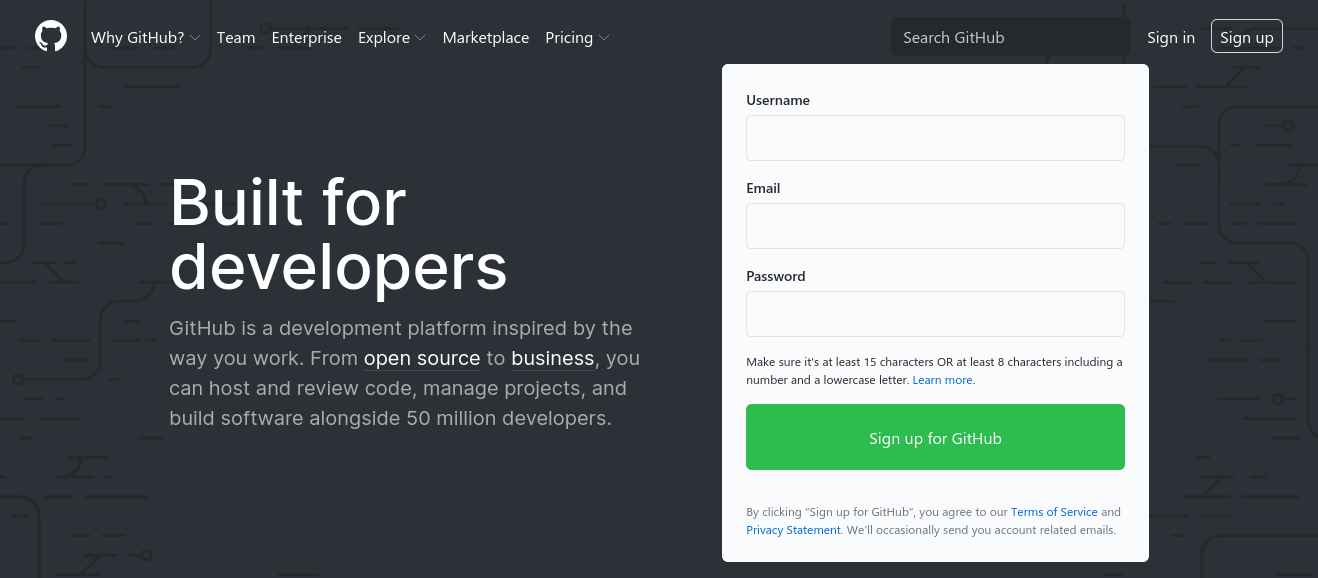 Why GitHub? Team Enterprise Explore Marketplace Pricing Search GitHub Sign in Sign up
Built for
developers
GitHub is a development platform inspired by the
way you work. From open source to business, you
can host and review code, manage projects, and
build software alongside 50 million developers.
Username
Email
Password
Make sure it's at least 15 characters OR at least 8 characters including a
number and a lowercase letter. Learn more.
Sign up for GitHub
By clicking “Sign up for GitHub”, you agree to our Terms of Service and
Privacy Statement. We’ll occasionally send you account related emails.